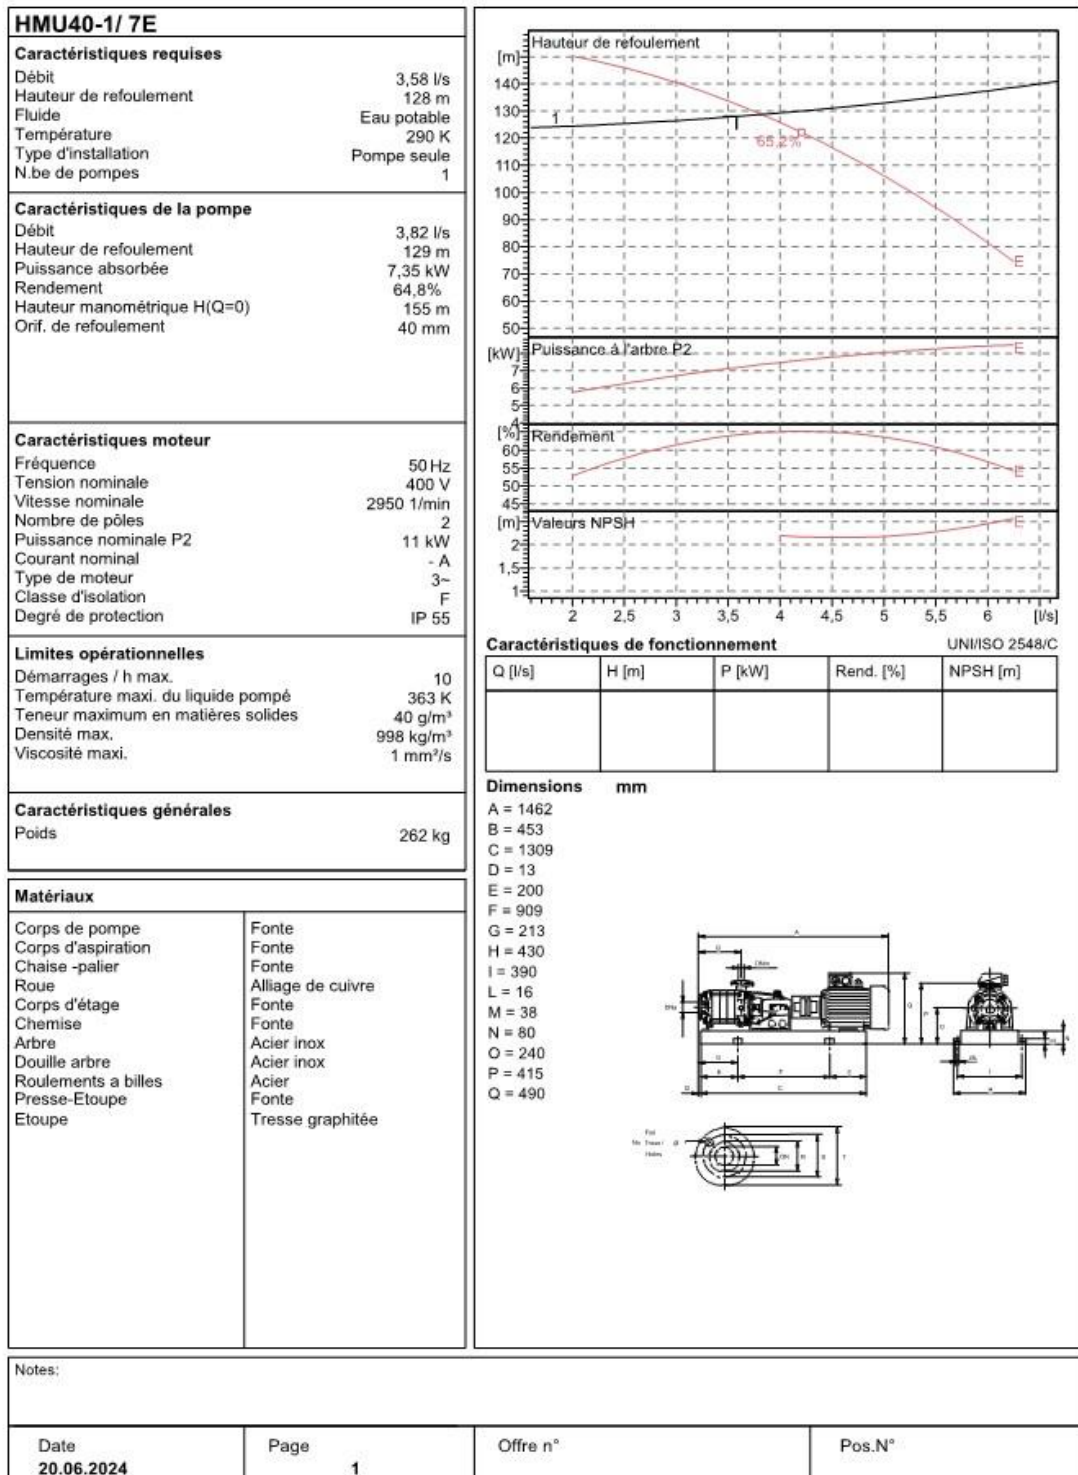 HMU40-1/ 7E
Caractéristiques requises
Débit 3,58 l/s
Hauteur de refoulement 128 m
Fluide Eau potable
Température 290 K
Type d'installation Pompe seule
N.be de pompes 1
Caractéristiques de la pompe
Débit 3,82 l/s
Hauteur de refoulement 129 m
Puissance absorbée 7,35 kW
Rendement 64,8%
Hauteur manométrique H(Q=0) 155 m
Orif. de refoulement 40 mm
Caractéristiques moteur
Fréquence 50 Hz
Tension nominale 400 V
Vitesse nominale 2950 1/min
Nombre de pôles 2
Puissance nominale P2 11 kW
Courant nominal - A
Type de moteur 3~
Classe d'isolation F
Degré de protection IP 55
Limites opérationnelles
Démarrages / h max. 10
Température maxi. du liquide pompé 363 K
Teneur maximum en matières solides 40 g/m³
Densité max. 998 kg/m³
Viscosité maxi. 1 mm²/s
Caractéristiques générales
Poids 262 kg
Matériaux
Corps de pompe Fonte
Corps d'aspiration Fonte
Chaise -palier Fonte
Roue Alliage de cuivre
Corps d'étage Fonte
Chemise Fonte
Arbre Acier inox
Douille arbre Acier inox
Roulements a billes Acier
Presse-Etoupe Fonte
Etoupe Tresse graphitée
[m] Hauteur de refoulement
140
130
1
120
65,2%
110
100
90
80
E
70
60
50
[kW] Puissance á l'arbre P2 E
7
6
5
4
[%] Rendement
60
55
E
50
45
[m] Valeurs NPSH E
2
1,5
1
2 2,5 3 3,5 4 4,5 5 5,5 6 [l/s]
Caractéristiques de fonctionnement UNI/ISO 2548/C
Q [l/s] H [m] P [kW] Rend. [%] NPSH [m]
Dimensions mm
A = 1462
B = 453
C = 1309
D = 13
E = 200
F = 909
G = 213
H = 430
I = 390
L = 16
M = 38
N = 80
O = 240
P = 415
Q = 490
Notes:
Date Page Offre n° Pos.N°
20.06.2024 1